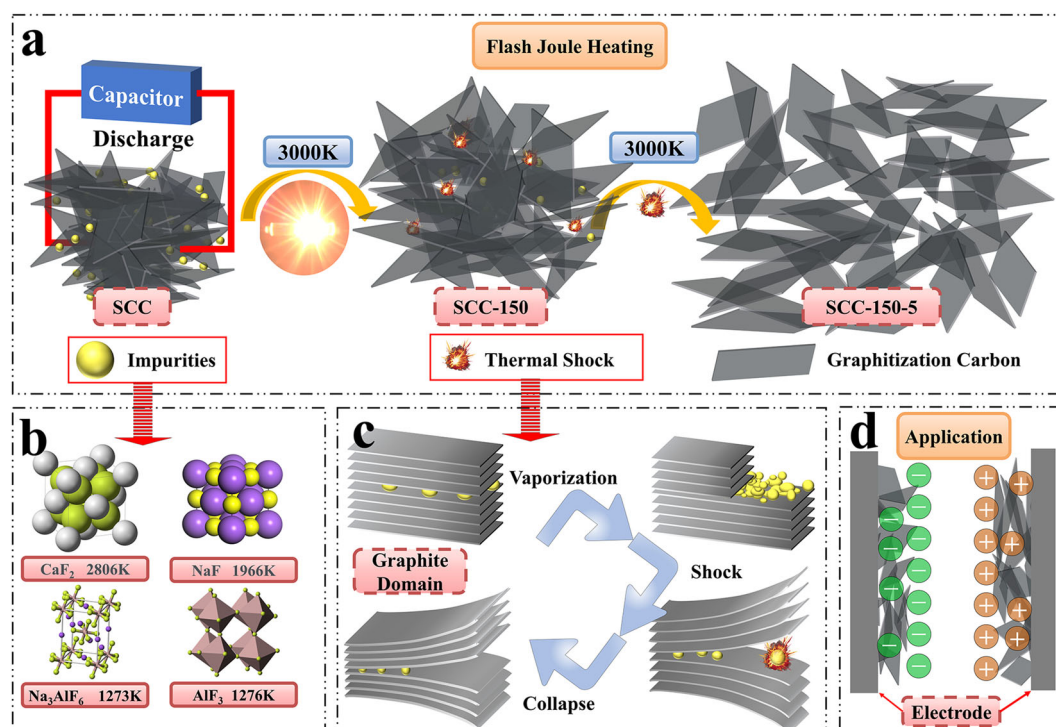 a
Flash Joule Heating
Capacitor
Discharge
3000K
3000K
SCC
SCC-150
SCC-150-5
Impurities
Thermal Shock
Graphitization Carbon
b
CaF₂ 2806K
NaF 1966K
Na₃AlF₆ 1273K
AlF₃ 1276K
c
Vaporization
Graphite
Domain
Shock
Collapse
d
Application
− − − − − − − − − − −
+ + + + + + + + + + +
Electrode